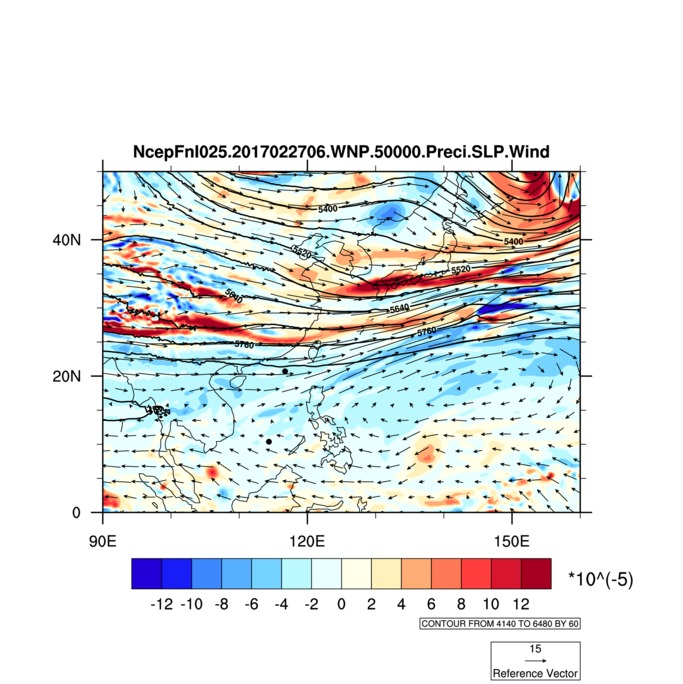 NcepFnl025.2017022706.WNP.50000.Preci.SLP.Wind
5400
40N
5400
5520
5520
5640
5640
5760
5760
20N
0
90E 120E 150E
*10^(-5)
-12 -10 -8 -6 -4 -2 0 2 4 6 8 10 12
CONTOUR FROM 4140 TO 6480 BY 60
15
Reference Vector